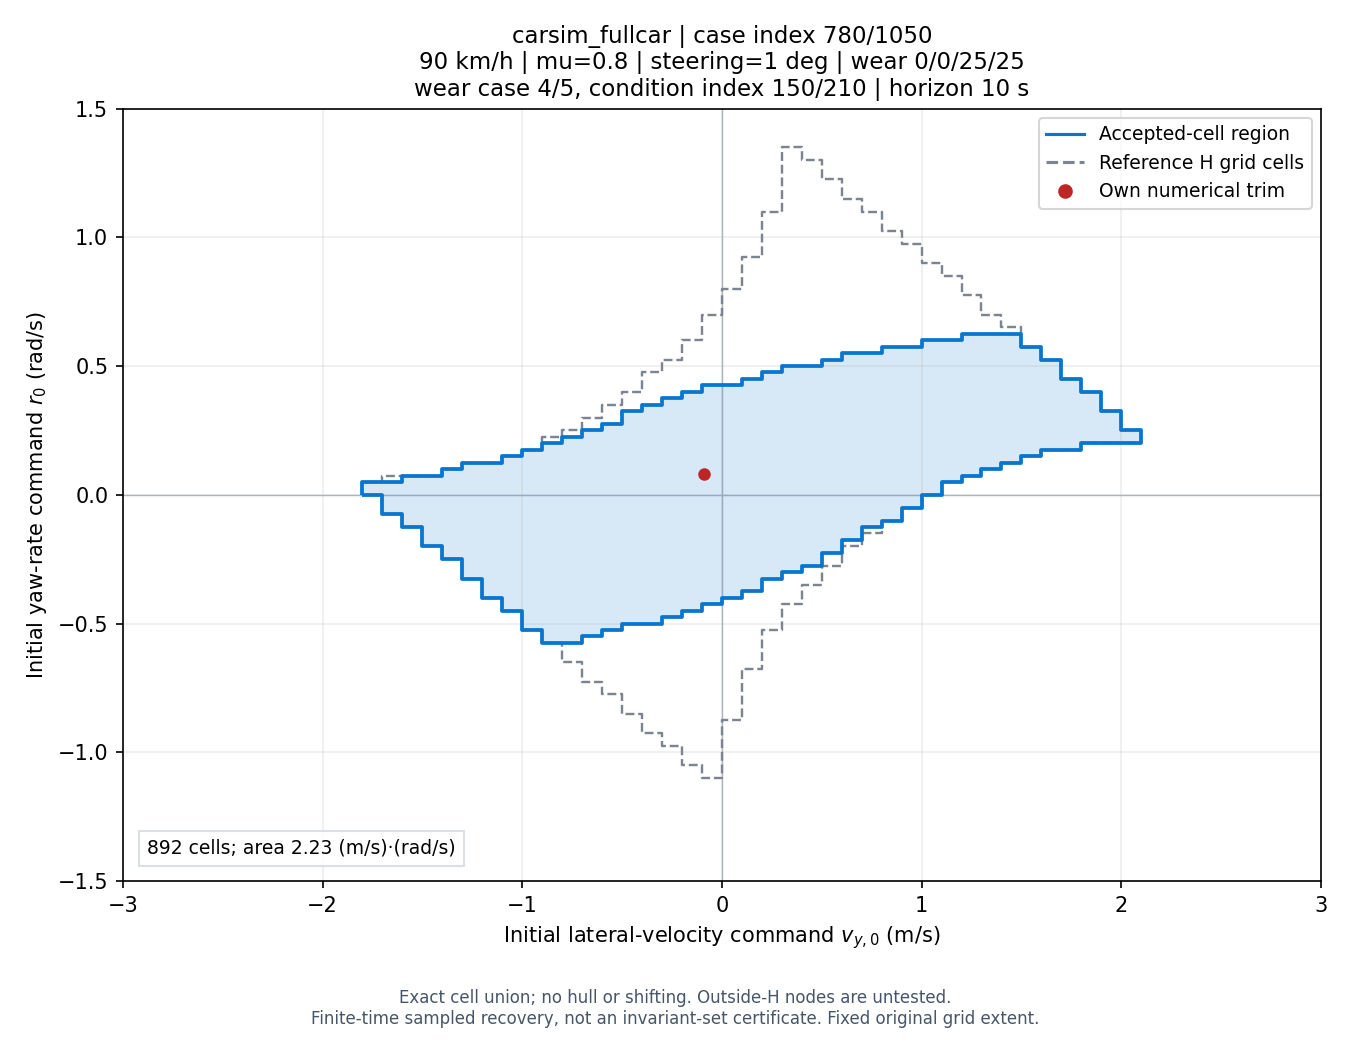 carsim_fullcar | case index 780/1050
90 km/h | mu=0.8 | steering=1 deg | wear 0/0/25/25
wear case 4/5, condition index 150/210 | horizon 10 s
Accepted-cell region
Reference H grid cells
Own numerical trim
1.5
1.0
0.5
0.0
−0.5
−1.0
−1.5
Initial yaw-rate command r₀ (rad/s)
892 cells; area 2.23 (m/s)·(rad/s)
−3
−2
−1
0
1
2
3
Initial lateral-velocity command v_{y,0} (m/s)
Exact cell union; no hull or shifting. Outside-H nodes are untested.
Finite-time sampled recovery, not an invariant-set certificate. Fixed original grid extent.